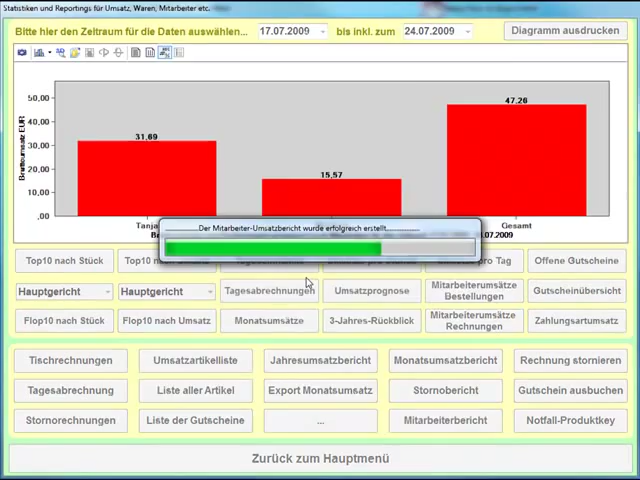 Statistiken und Reportings für Umsatz, Waren, Mitarbeiter etc.
Bitte hier den Zeitraum für die Daten auswählen... 17.07.2009 bis inkl. zum 24.07.2009 Diagramm ausdrucken
Bruttoumsatz EUR
50,00
40,00
30,00
20,00
10,00
,00
31,69
15,57
47,26
Tanja
Gesamt
.2009
Der Mitarbeiter-Umsatzbericht wurde erfolgreich erstellt
Top10 nach Stück
Offene Gutscheine
Hauptgericht Hauptgericht Tagesabrechnungen Umsatzprognose Mitarbeiterumsätze Bestellungen Gutscheinübersicht
Flop10 nach Stück Flop10 nach Umsatz Monatsumsätze 3-Jahres-Rückblick Mitarbeiterumsätze Rechnungen Zahlungsartumsatz
Tischrechnungen Umsatzartikelliste Jahresumsatzbericht Monatsumsatzbericht Rechnung stornieren
Tagesabrechnung Liste aller Artikel Export Monatsumsatz Stornobericht Gutschein ausbuchen
Stornorechnungen Liste der Gutscheine ... Mitarbeiterbericht Notfall-Produktkey
Zurück zum Hauptmenü